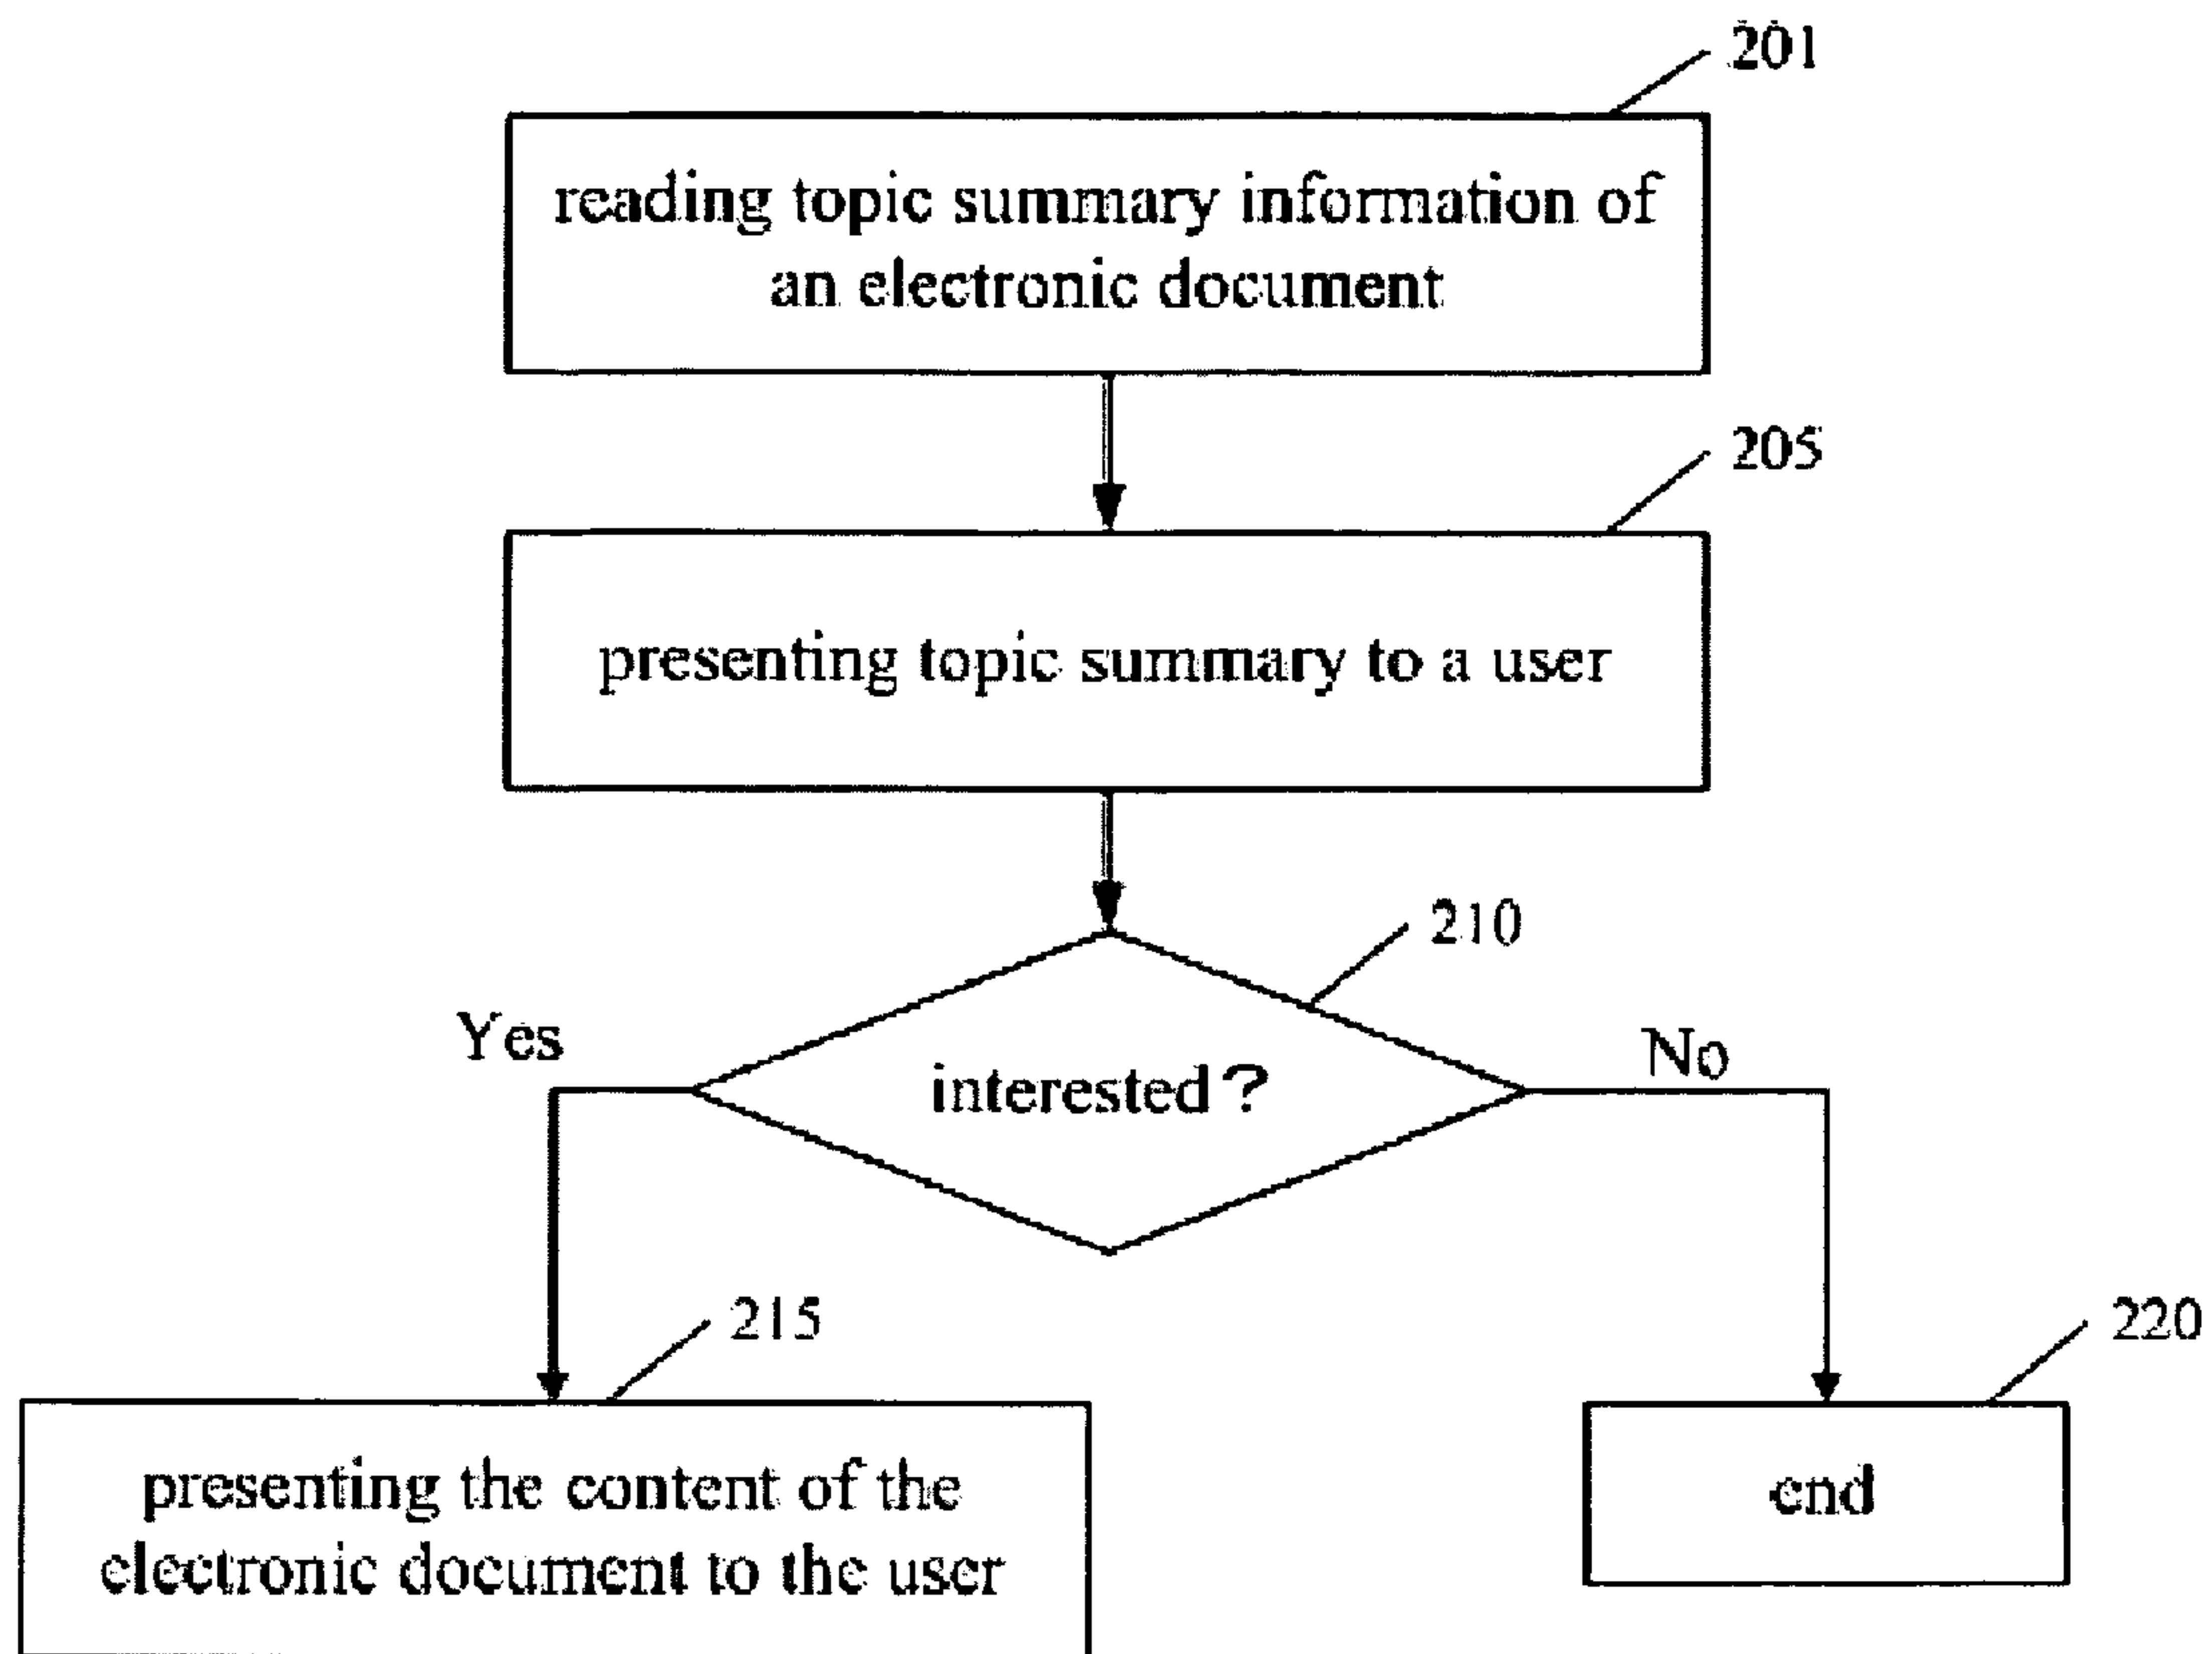 201
reading topic summary information of
an electronic document
205
presenting topic summary to a user
210
Yes
interested?
No
215
220
presenting the content of the
electronic document to the user
end